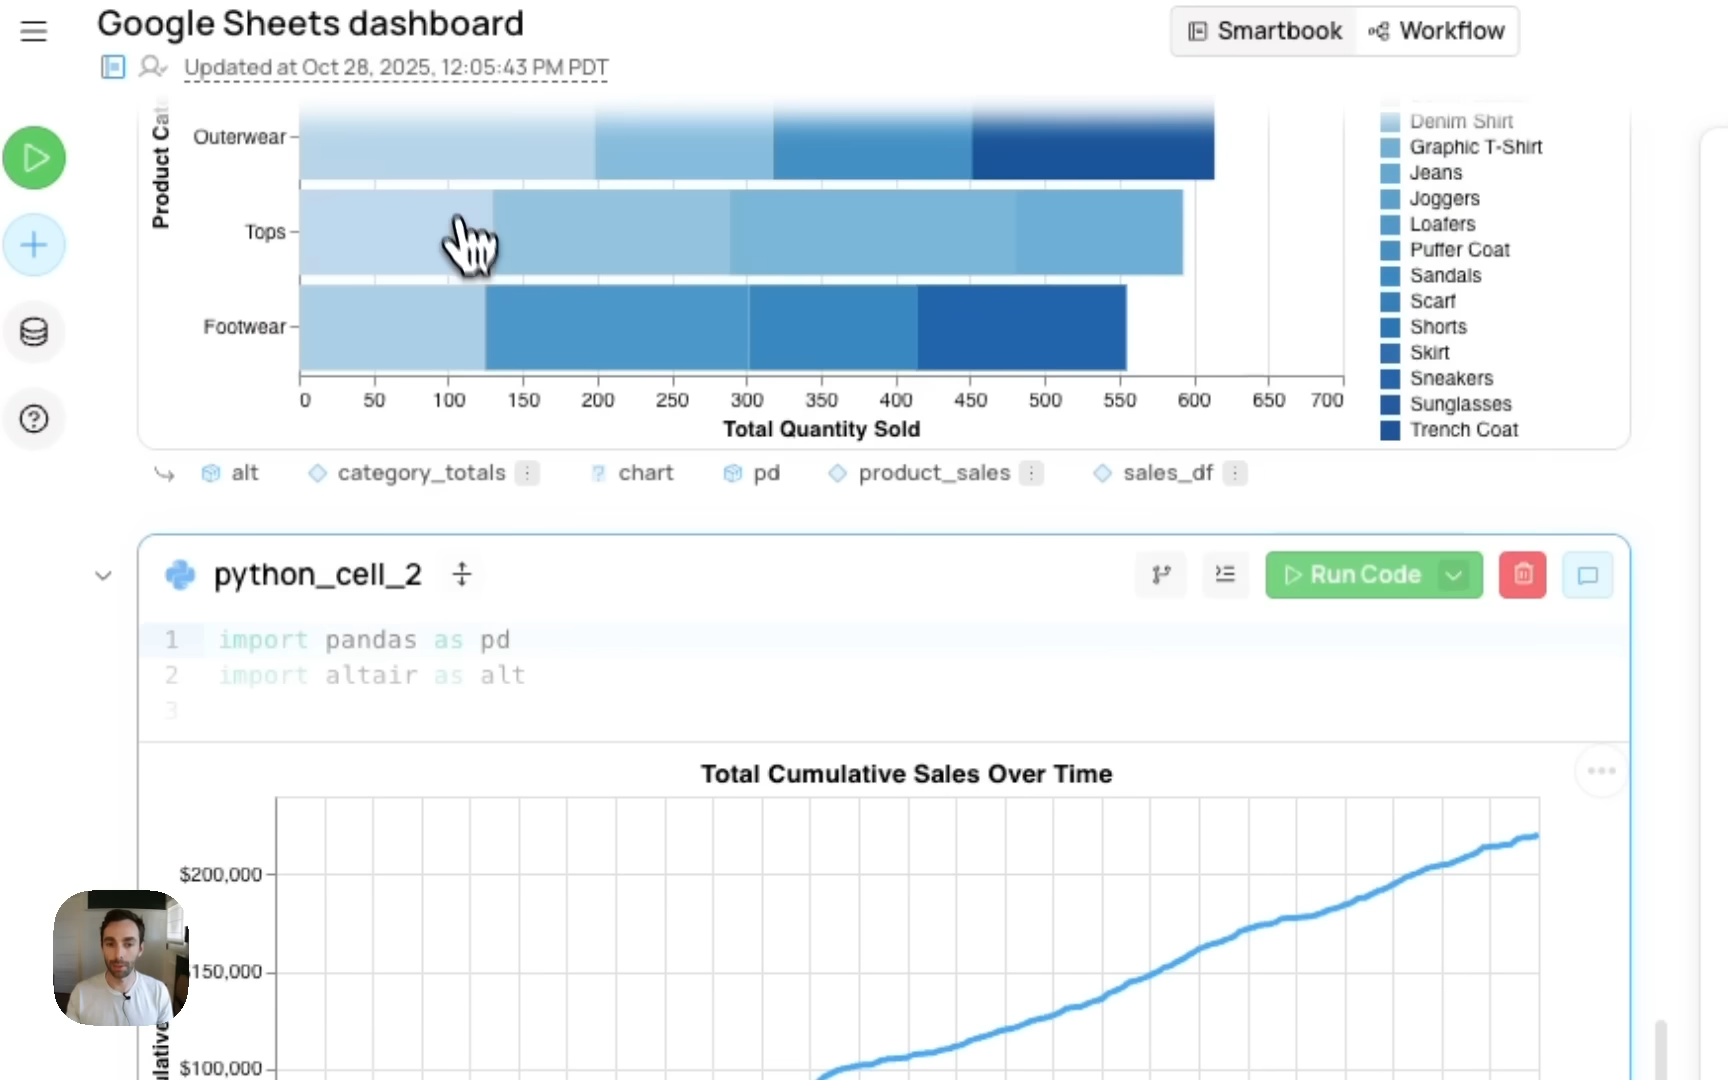 Google Sheets dashboard
Smartbook
Workflow
Updated at Oct 28, 2025, 12:05:43 PM PDT
Product Cate
Outerwear
Tops
Footwear
0 50 100 150 200 250 300 350 400 450 500 550 600 650 700
Total Quantity Sold
Denim Shirt
Graphic T-Shirt
Jeans
Joggers
Loafers
Puffer Coat
Sandals
Scarf
Shorts
Skirt
Sneakers
Sunglasses
Trench Coat
alt category_totals chart pd product_sales sales_df
python_cell_2
Run Code
1 import pandas as pd
2 import altair as alt
3
Total Cumulative Sales Over Time
$200,000
150,000
$100,000
ulative